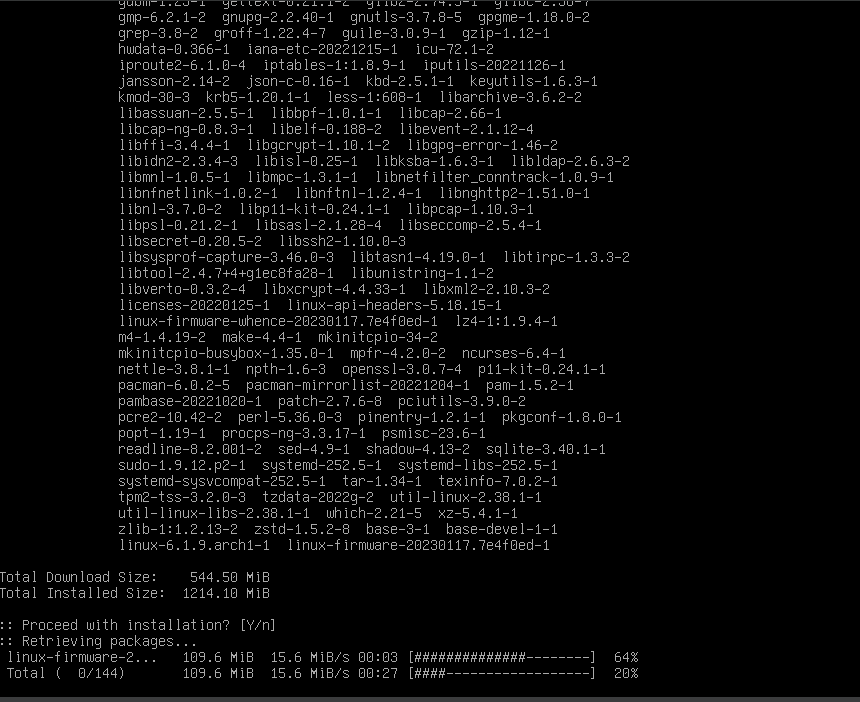 gdbm-1.23-1 gettext-0.21.1-2 glib2-2.74.5-1 glibc-2.36-7
gmp-6.2.1-2 gnupg-2.2.40-1 gnutls-3.7.8-5 gpgme-1.18.0-2
grep-3.8-2 groff-1.22.4-7 guile-3.0.9-1 gzip-1.12-1
hwdata-0.366-1 iana-etc-20221215-1 icu-72.1-2
iproute2-6.1.0-4 iptables-1:1.8.9-1 iputils-20221126-1
jansson-2.14-2 json-c-0.16-1 kbd-2.5.1-1 keyutils-1.6.3-1
kmod-30-3 krb5-1.20.1-1 less-1:608-1 libarchive-3.6.2-2
libassuan-2.5.5-1 libbpf-1.0.1-1 libcap-2.66-1
libcap-ng-0.8.3-1 libelf-0.188-2 libevent-2.1.12-4
libffi-3.4.4-1 libgcrypt-1.10.1-2 libgpg-error-1.46-2
libidn2-2.3.4-3 libisl-0.25-1 libksba-1.6.3-1 libldap-2.6.3-2
libmnl-1.0.5-1 libmpc-1.3.1-1 libnetfilter_conntrack-1.0.9-1
libnfnetlink-1.0.2-1 libnftnl-1.2.4-1 libnghttp2-1.51.0-1
libnl-3.7.0-2 libp11-kit-0.24.1-1 libpcap-1.10.3-1
libpsl-0.21.2-1 libsasl-2.1.28-4 libseccomp-2.5.4-1
libsecret-0.20.5-2 libssh2-1.10.0-3
libsysprof-capture-3.46.0-3 libtasn1-4.19.0-1 libtirpc-1.3.3-2
libtool-2.4.7+4+g1ec8fa28-1 libunistring-1.1-2
libverto-0.3.2-4 libxcrypt-4.4.33-1 libxml2-2.10.3-2
licenses-20220125-1 linux-api-headers-5.18.15-1
linux-firmware-whence-20230117.7e4f0ed-1 lz4-1:1.9.4-1
m4-1.4.19-2 make-4.4-1 mkinitcpio-34-2
mkinitcpio-busybox-1.35.0-1 mpfr-4.2.0-2 ncurses-6.4-1
nettle-3.8.1-1 npth-1.6-3 openssl-3.0.7-4 p11-kit-0.24.1-1
pacman-6.0.2-5 pacman-mirrorlist-20221204-1 pam-1.5.2-1
pambase-20221020-1 patch-2.7.6-8 pciutils-3.9.0-2
pcre2-10.42-2 perl-5.36.0-3 pinentry-1.2.1-1 pkgconf-1.8.0-1
popt-1.19-1 procps-ng-3.3.17-1 psmisc-23.6-1
readline-8.2.001-2 sed-4.9-1 shadow-4.13-2 sqlite-3.40.1-1
sudo-1.9.12.p2-1 systemd-252.5-1 systemd-libs-252.5-1
systemd-sysvcompat-252.5-1 tar-1.34-1 texinfo-7.0.2-1
tpm2-tss-3.2.0-3 tzdata-2022g-2 util-linux-2.38.1-1
util-linux-libs-2.38.1-1 which-2.21-5 xz-5.4.1-1
zlib-1:1.2.13-2 zstd-1.5.2-8 base-3-1 base-devel-1-1
linux-6.1.9.arch1-1 linux-firmware-20230117.7e4f0ed-1
Total Download Size: 544.50 MiB
Total Installed Size: 1214.10 MiB
:: Proceed with installation? [Y/n]
:: Retrieving packages...
linux-firmware-2... 109.6 MiB 15.6 MiB/s 00:03 [##############--------] 64%
Total ( 0/144) 109.6 MiB 15.6 MiB/s 00:27 [####------------------] 20%